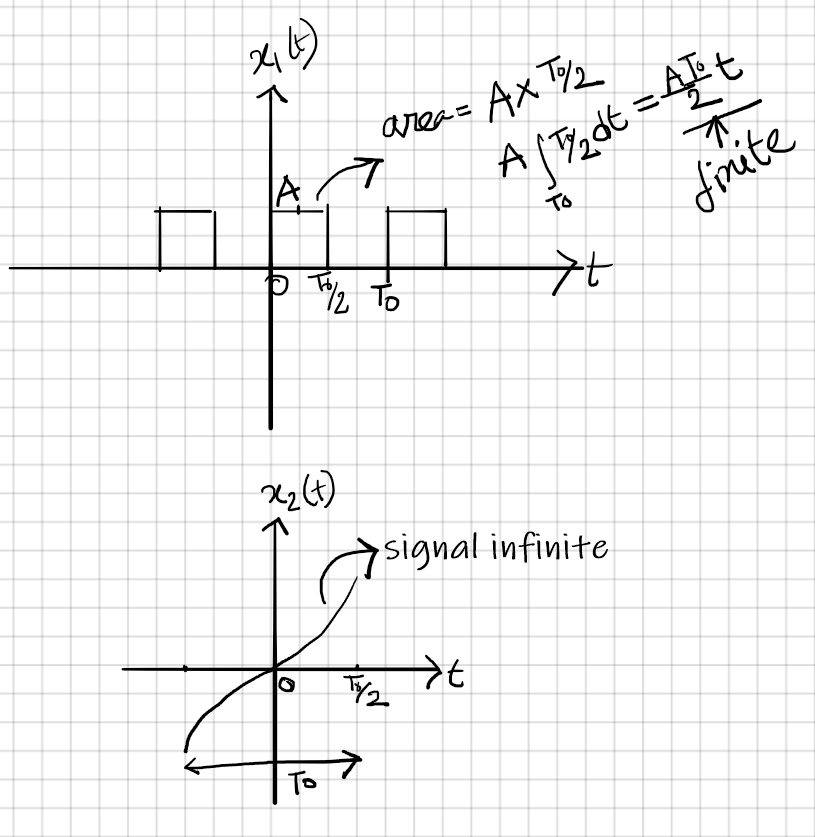 x₁(t)
area = A × T₀/2
A ∫ T₀/2 dt = AT₀/2 t
T₀
finite
A
0 T₀/2 T₀ t
x₂(t)
signal infinite
0 T₀/2 t
T₀